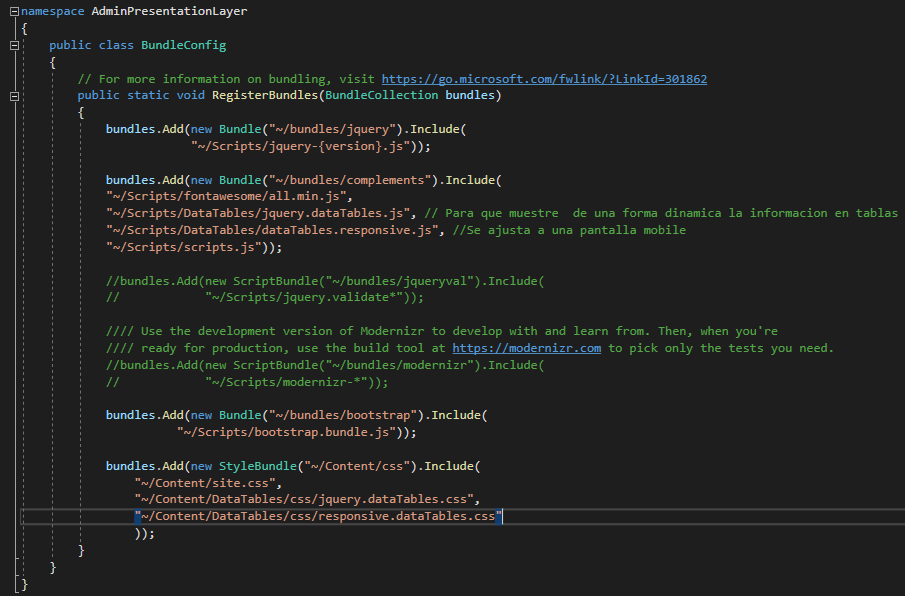 namespace AdminPresentationLayer
{
public class BundleConfig
{
// For more information on bundling, visit https://go.microsoft.com/fwlink/?LinkId=301862
public static void RegisterBundles(BundleCollection bundles)
{
bundles.Add(new Bundle("~/bundles/jquery").Include(
"~/Scripts/jquery-{version}.js"));
bundles.Add(new Bundle("~/bundles/complements").Include(
"~/Scripts/fontawesome/all.min.js",
"~/Scripts/DataTables/jquery.dataTables.js", // Para que muestre  de una forma dinamica la informacion en tablas
"~/Scripts/DataTables/dataTables.responsive.js", //Se ajusta a una pantalla mobile
"~/Scripts/scripts.js"));
//bundles.Add(new ScriptBundle("~/bundles/jqueryval").Include(
//            "~/Scripts/jquery.validate*"));
//// Use the development version of Modernizr to develop with and learn from. Then, when you're
//// ready for production, use the build tool at https://modernizr.com to pick only the tests you need.
//bundles.Add(new ScriptBundle("~/bundles/modernizr").Include(
//            "~/Scripts/modernizr-*"));
bundles.Add(new Bundle("~/bundles/bootstrap").Include(
"~/Scripts/bootstrap.bundle.js"));
bundles.Add(new StyleBundle("~/Content/css").Include(
"~/Content/site.css",
"~/Content/DataTables/css/jquery.dataTables.css",
"~/Content/DataTables/css/responsive.dataTables.css"
));
}
}
}